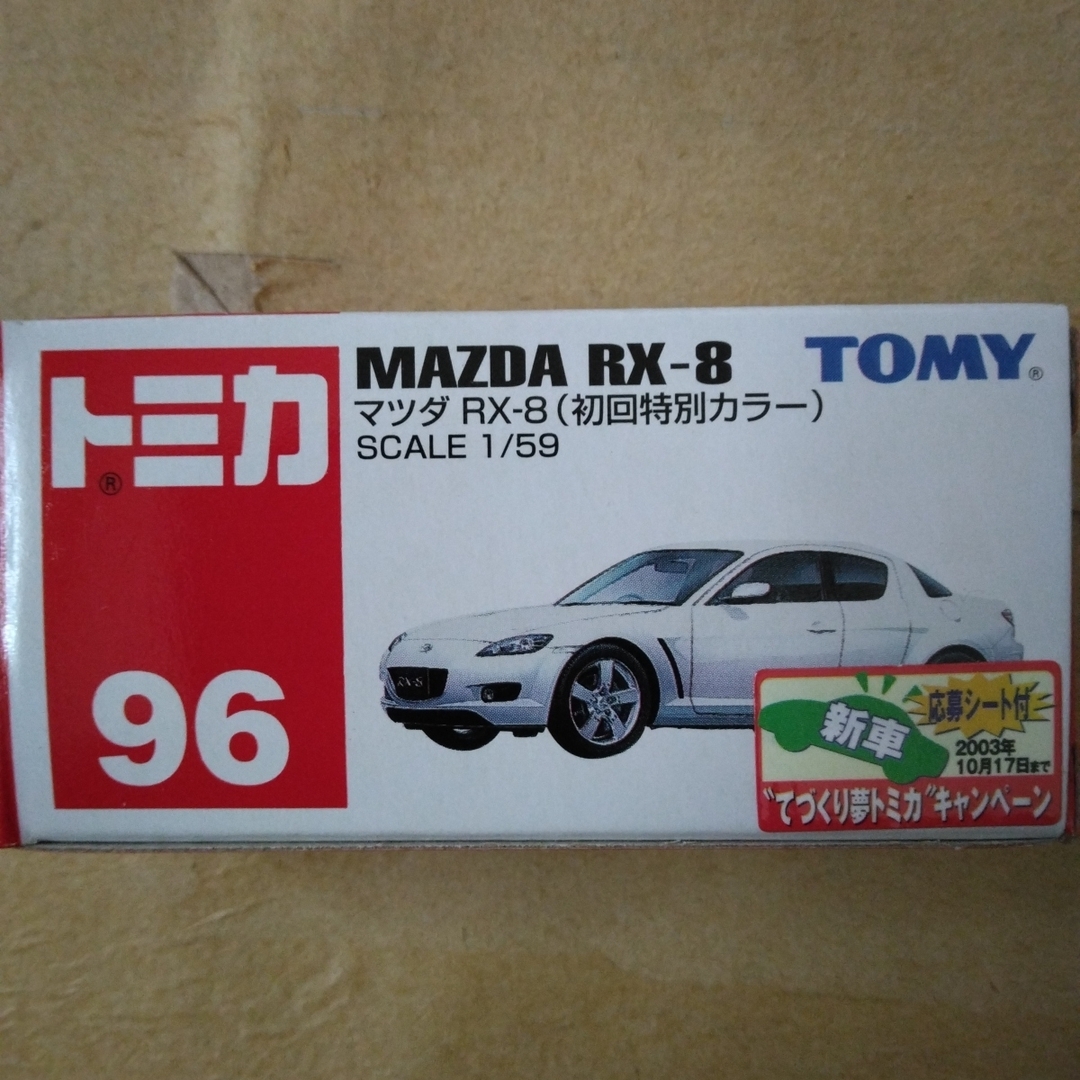 トミカ®
96
MAZDA RX-8
マツダ RX-8(初回特別カラー)
SCALE 1/59
TOMY®
RX-8
新車
応募シート付
2003年
10月17日まで
"てづくり夢トミカ"キャンペーン